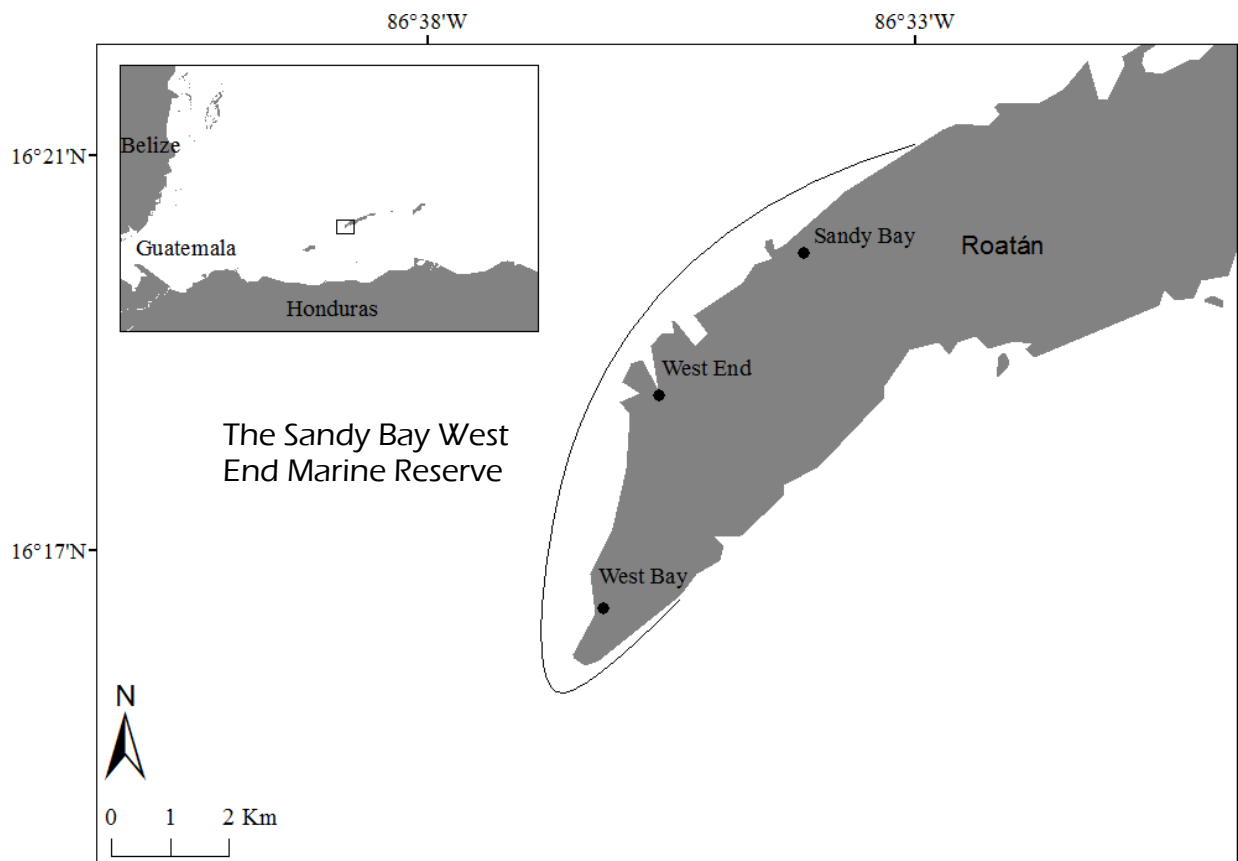 86°38'W
86°33'W
16°21'N
Belize
Guatemala
Honduras
Sandy Bay
Roatán
West End
The Sandy Bay West
End Marine Reserve
16°17'N
West Bay
N
0 1 2 Km